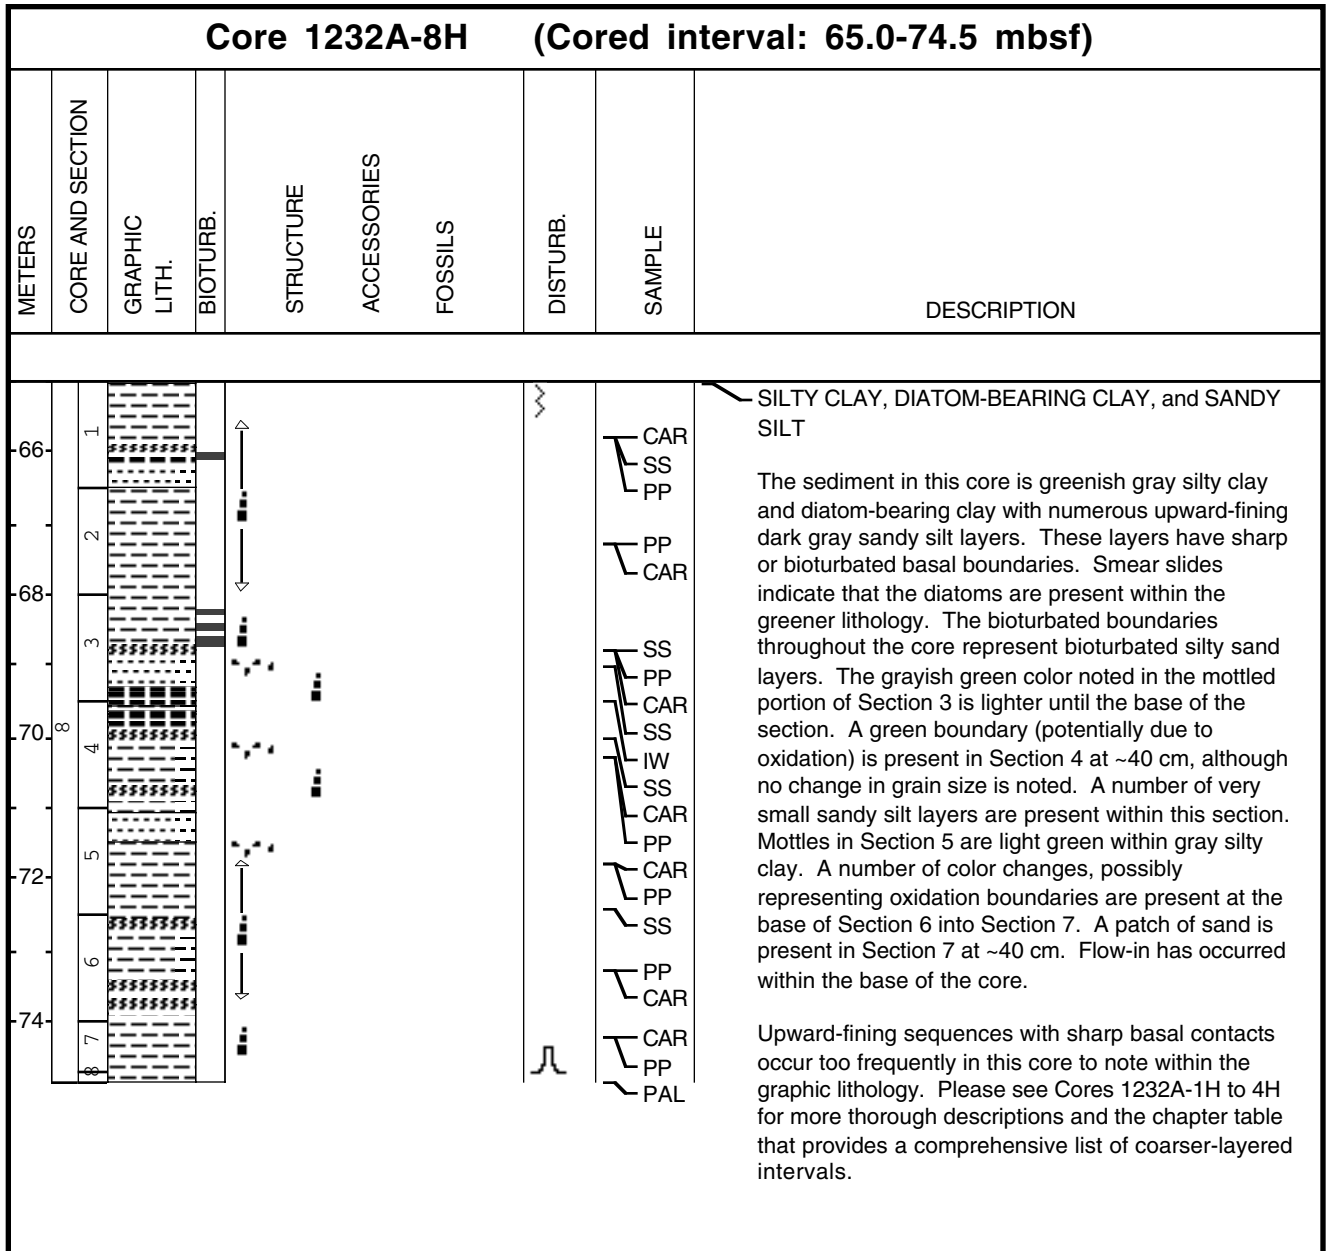 Core 1232A-8H (Cored interval: 65.0-74.5 mbsf)
METERS
CORE AND SECTION
GRAPHIC
LITH.
BIOTURB.
STRUCTURE
ACCESSORIES
FOSSILS
DISTURB.
SAMPLE
DESCRIPTION
66
68
70
72
74
8
1
2
3
4
5
6
7
8
CAR
SS
PP
PP
CAR
SS
PP
CAR
SS
IW
SS
CAR
PP
CAR
PP
SS
PP
CAR
CAR
PP
PAL
SILTY CLAY, DIATOM-BEARING CLAY, and SANDY
SILT
The sediment in this core is greenish gray silty clay
and diatom-bearing clay with numerous upward-fining
dark gray sandy silt layers. These layers have sharp
or bioturbated basal boundaries. Smear slides
indicate that the diatoms are present within the
greener lithology. The bioturbated boundaries
throughout the core represent bioturbated silty sand
layers. The grayish green color noted in the mottled
portion of Section 3 is lighter until the base of the
section. A green boundary (potentially due to
oxidation) is present in Section 4 at ~40 cm, although
no change in grain size is noted. A number of very
small sandy silt layers are present within this section.
Mottles in Section 5 are light green within gray silty
clay. A number of color changes, possibly
representing oxidation boundaries are present at the
base of Section 6 into Section 7. A patch of sand is
present in Section 7 at ~40 cm. Flow-in has occurred
within the base of the core.
Upward-fining sequences with sharp basal contacts
occur too frequently in this core to note within the
graphic lithology. Please see Cores 1232A-1H to 4H
for more thorough descriptions and the chapter table
that provides a comprehensive list of coarser-layered
intervals.